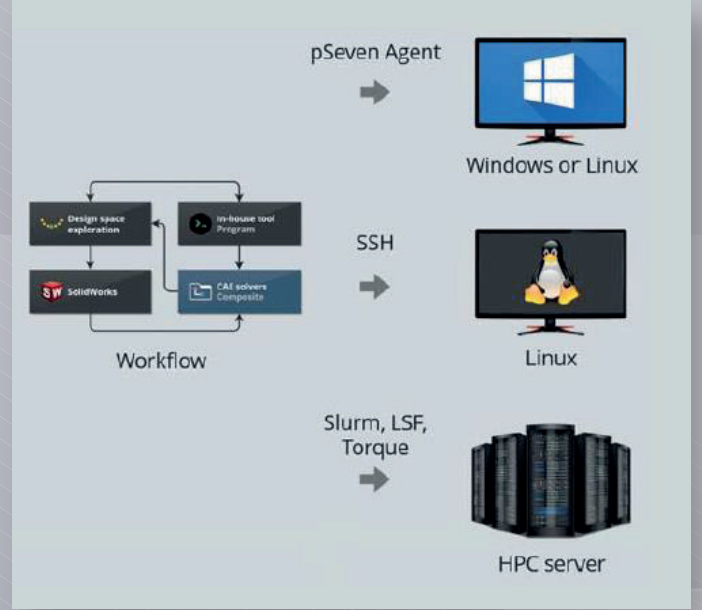 pSeven Agent
Windows or Linux
Design space
exploration
In-house tool
Program
SW SolidWorks
CAE solvers
Composite
Workflow
SSH
Linux
Slurm, LSF,
Torque
HPC server